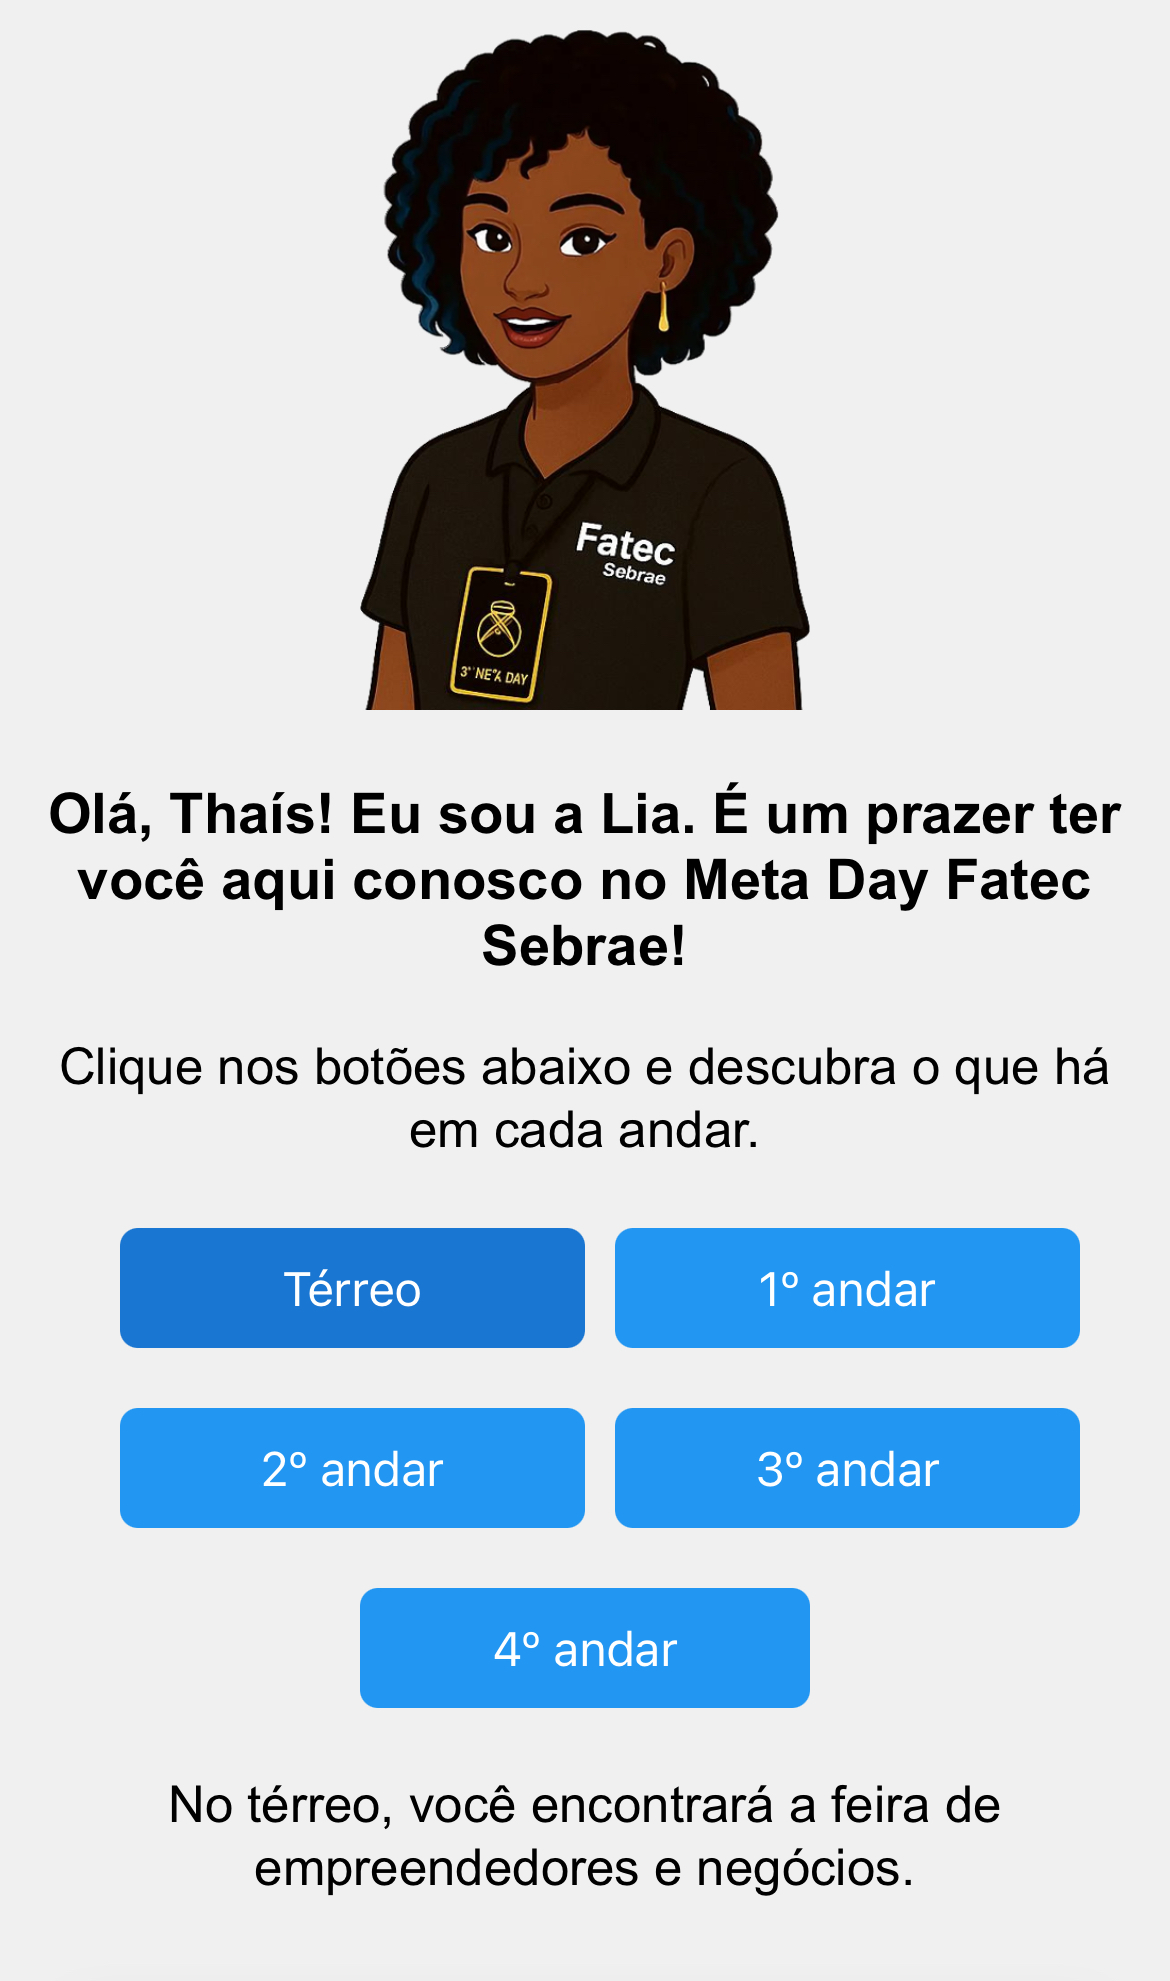 Fatec
Sebrae
DAY
Olá, Thaís! Eu sou a Lia. É um prazer ter
você aqui conosco no Meta Day Fatec
Sebrae!
Clique nos botões abaixo e descubra o que há
em cada andar.
Térreo
1º andar
2º andar
3º andar
4º andar
No térreo, você encontrará a feira de
empreendedores e negócios.